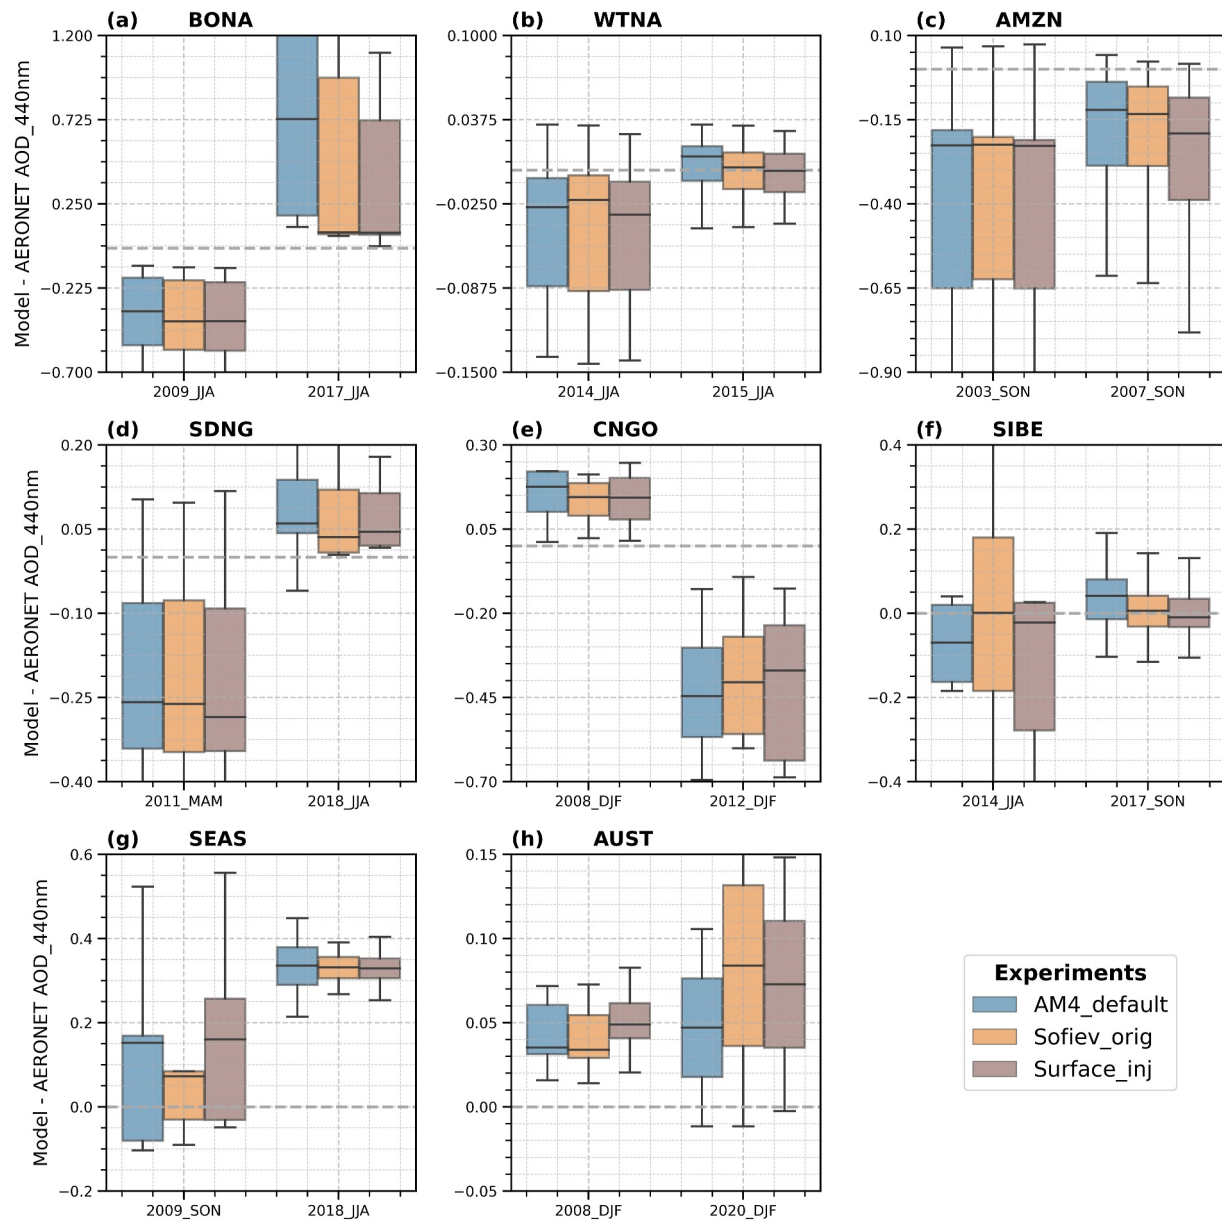 (a) BONA
(b) WTNA
(c) AMZN
Model - AERONET AOD_440nm
1.200
0.725
0.250
−0.225
−0.700
2009_JJA
2017_JJA
0.1000
0.0375
−0.0250
−0.0875
−0.1500
2014_JJA
2015_JJA
0.10
−0.15
−0.40
−0.65
−0.90
2003_SON
2007_SON
(d) SDNG
(e) CNGO
(f) SIBE
Model - AERONET AOD_440nm
0.20
0.05
−0.10
−0.25
−0.40
2011_MAM
2018_JJA
0.30
0.05
−0.20
−0.45
−0.70
2008_DJF
2012_DJF
0.4
0.2
0.0
−0.2
−0.4
2014_JJA
2017_SON
(g) SEAS
(h) AUST
Model - AERONET AOD_440nm
0.6
0.4
0.2
0.0
−0.2
2009_SON
2018_JJA
0.15
0.10
0.05
0.00
−0.05
2008_DJF
2020_DJF
Experiments
AM4_default
Sofiev_orig
Surface_inj